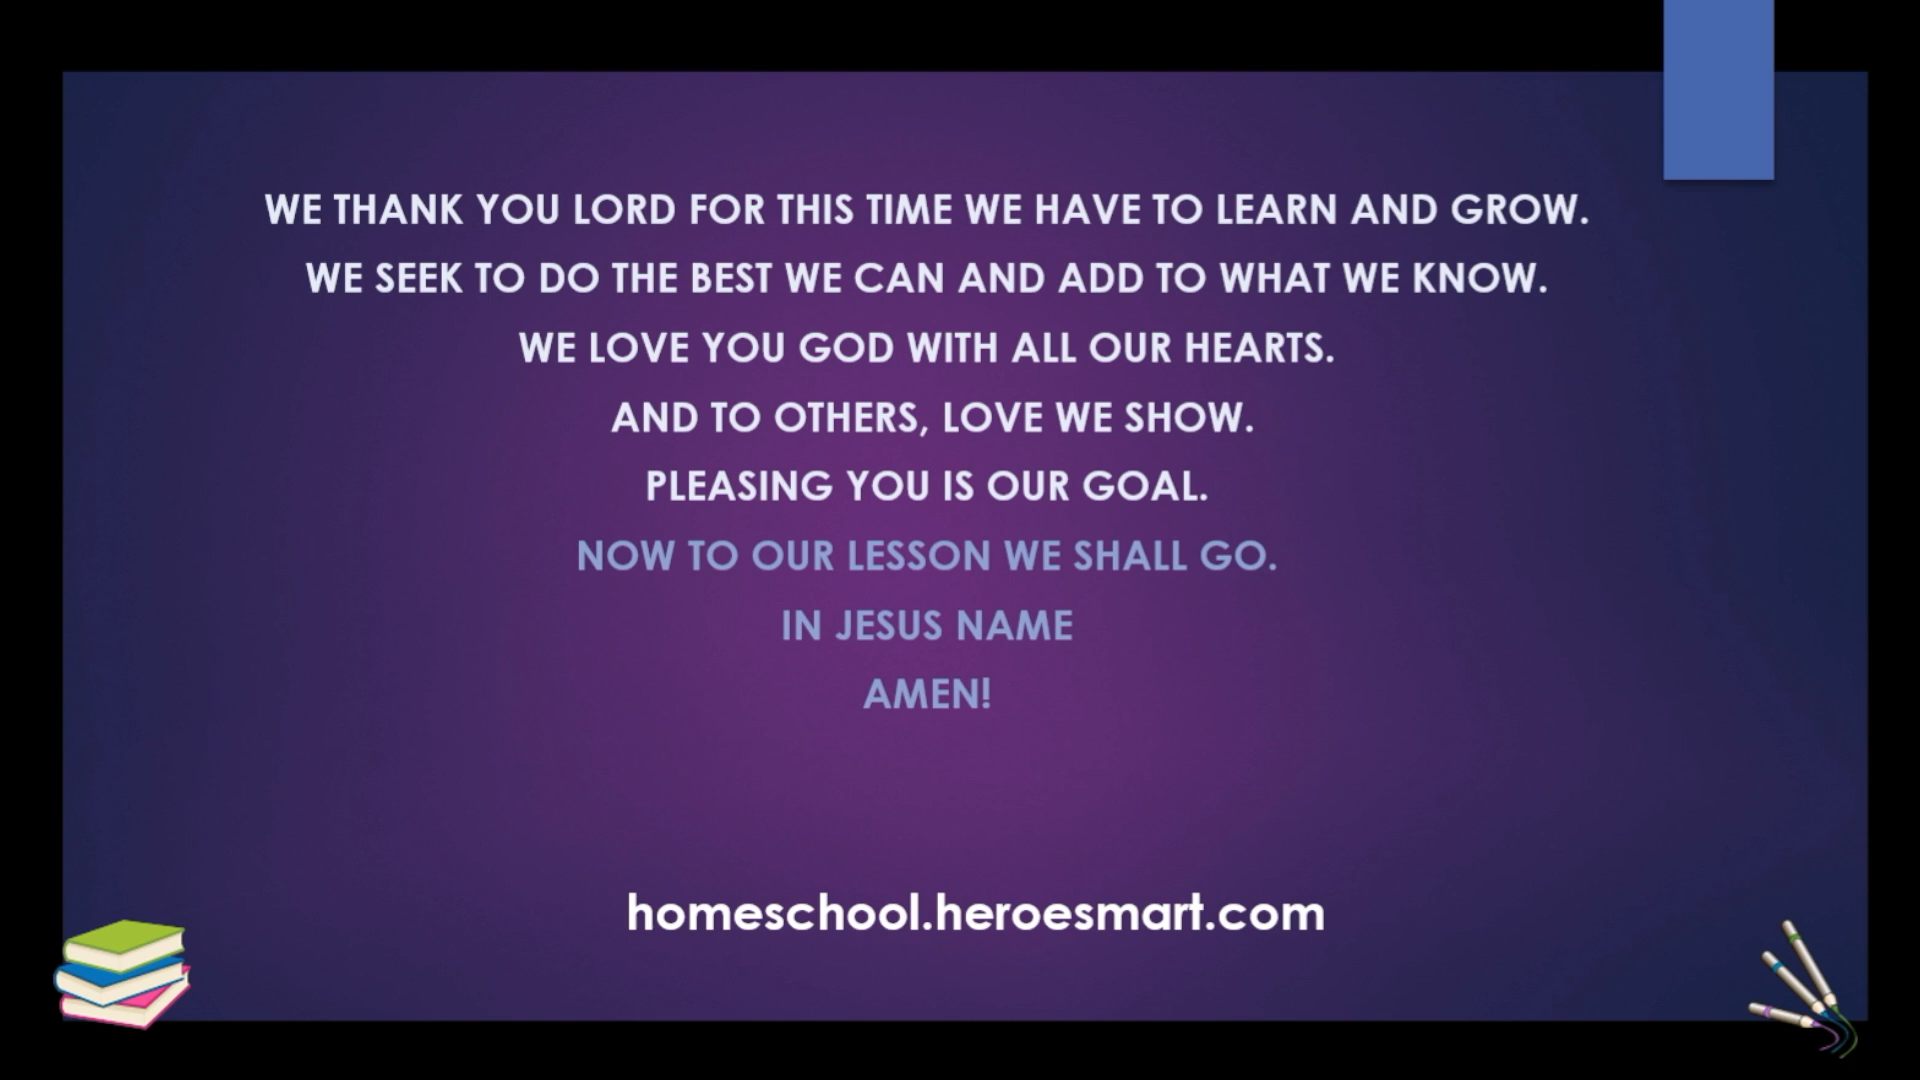 WE THANK YOU LORD FOR THIS TIME WE HAVE TO LEARN AND GROW.
WE SEEK TO DO THE BEST WE CAN AND ADD TO WHAT WE KNOW.
WE LOVE YOU GOD WITH ALL OUR HEARTS.
AND TO OTHERS, LOVE WE SHOW.
PLEASING YOU IS OUR GOAL.
NOW TO OUR LESSON WE SHALL GO.
IN JESUS NAME
AMEN!
homeschool.heroesmart.com